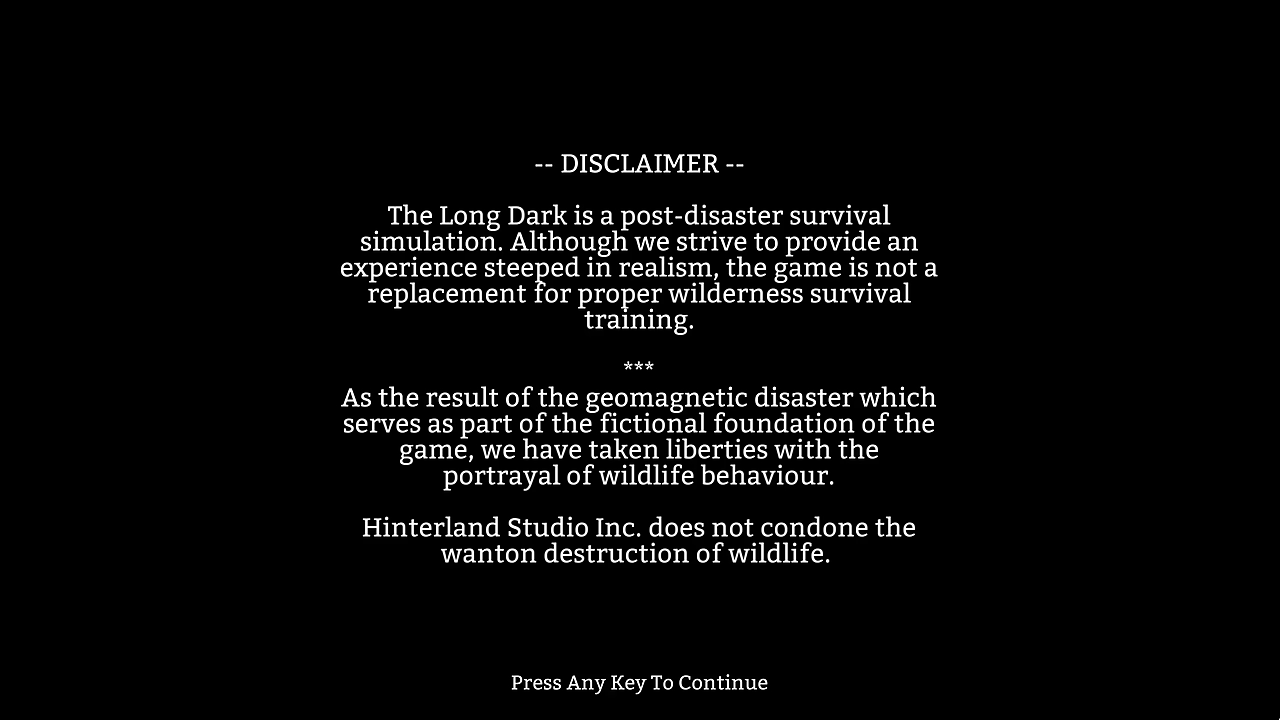 -- DISCLAIMER --
The Long Dark is a post-disaster survival
simulation. Although we strive to provide an
experience steeped in realism, the game is not a
replacement for proper wilderness survival
training.
***
As the result of the geomagnetic disaster which
serves as part of the fictional foundation of the
game, we have taken liberties with the
portrayal of wildlife behaviour.
Hinterland Studio Inc. does not condone the
wanton destruction of wildlife.
Press Any Key To Continue